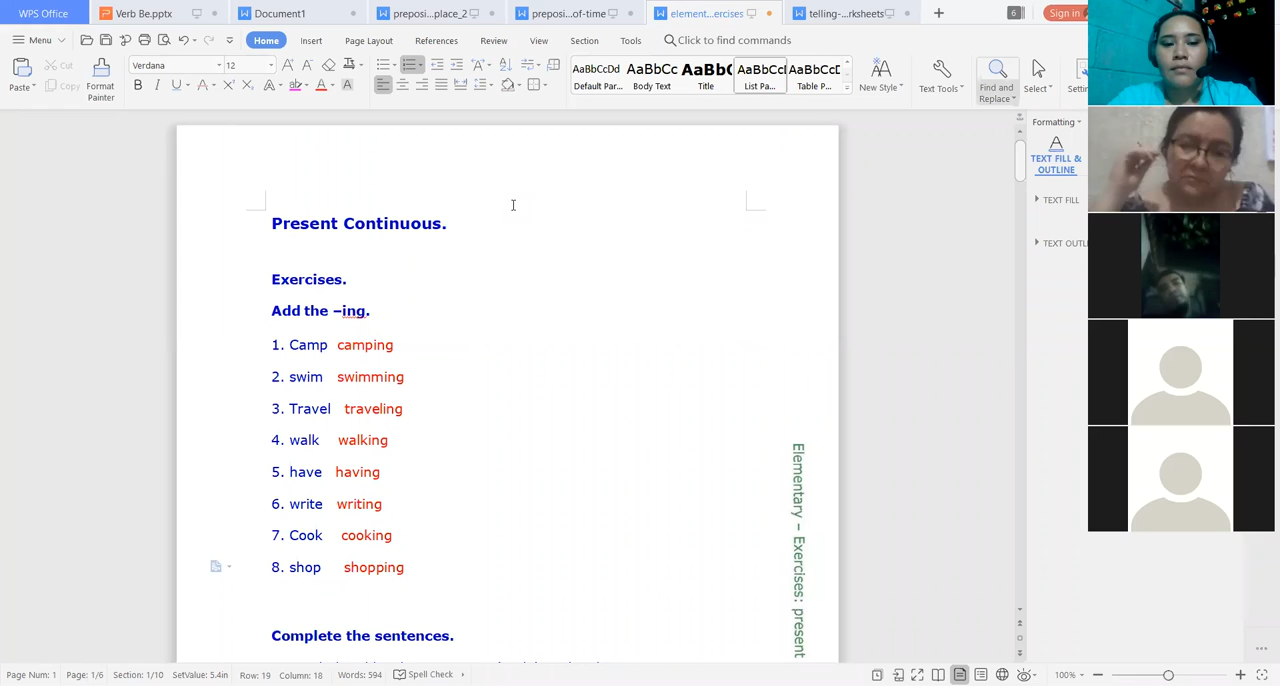 WPS Office Verb Be.pptx Document1 preposi...place_2 preposi...of-time element...ercises telling-...rksheets 6 Sign in
Menu Home Insert Page Layout References Review View Section Tools Click to find commands
Paste Cut Copy Format Painter Verdana 12 B I U A
AaBbCcDd AaBbCc AaBb( AaBbCcl AaBbCcD
Default Par... Body Text Title List Pa... Table P... New Style Text Tools Find and Replace Select Settin
Formatting
TEXT FILL & OUTLINE
TEXT FILL
TEXT OUTL
Present Continuous.
Exercises.
Add the –ing.
1. Camp camping
2. swim swimming
3. Travel traveling
4. walk walking
5. have having
6. write writing
7. Cook cooking
8. shop shopping
Complete the sentences.
Elementary – Exercises: present
Page Num: 1 Page: 1/6 Section: 1/10 SetValue: 5.4in Row: 19 Column: 18 Words: 594 Spell Check 100%